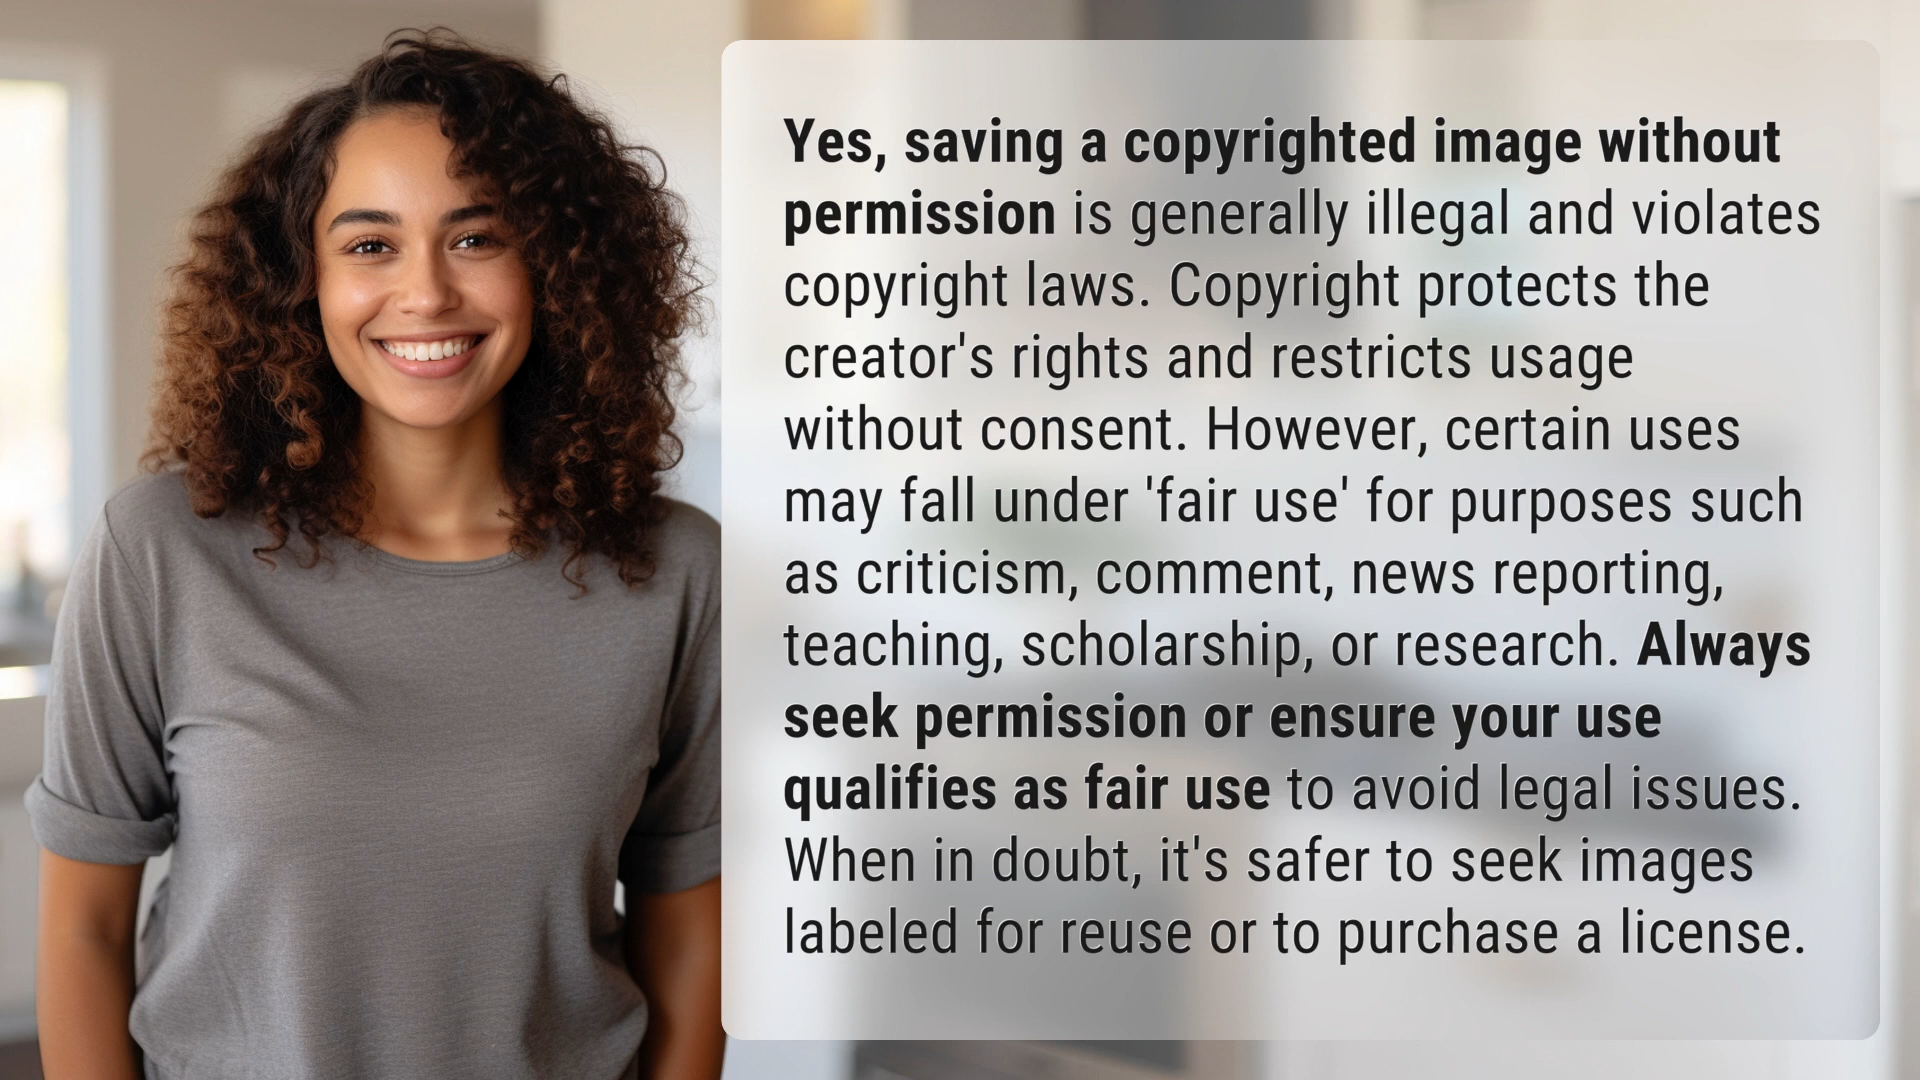 Yes, saving a copyrighted image without
permission is generally illegal and violates
copyright laws. Copyright protects the
creator's rights and restricts usage
without consent. However, certain uses
may fall under 'fair use' for purposes such
as criticism, comment, news reporting,
teaching, scholarship, or research. Always
seek permission or ensure your use
qualifies as fair use to avoid legal issues.
When in doubt, it's safer to seek images
labeled for reuse or to purchase a license.